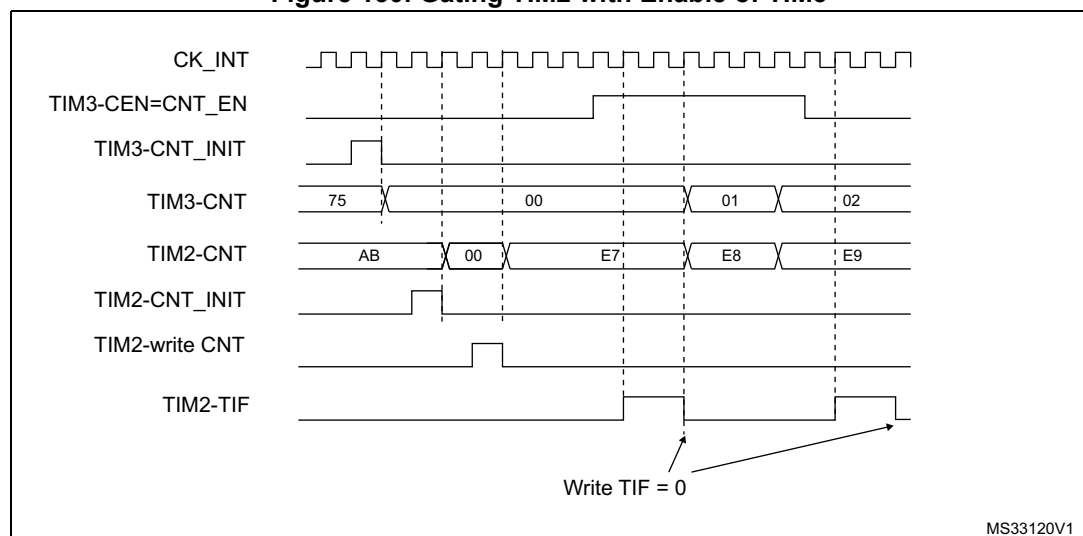 CK_INT
TIM3-CEN=CNT_EN
TIM3-CNT_INIT
TIM3-CNT 75 00 01 02
TIM2-CNT AB 00 E7 E8 E9
TIM2-CNT_INIT
TIM2-write CNT
TIM2-TIF
Write TIF = 0
MS33120V1